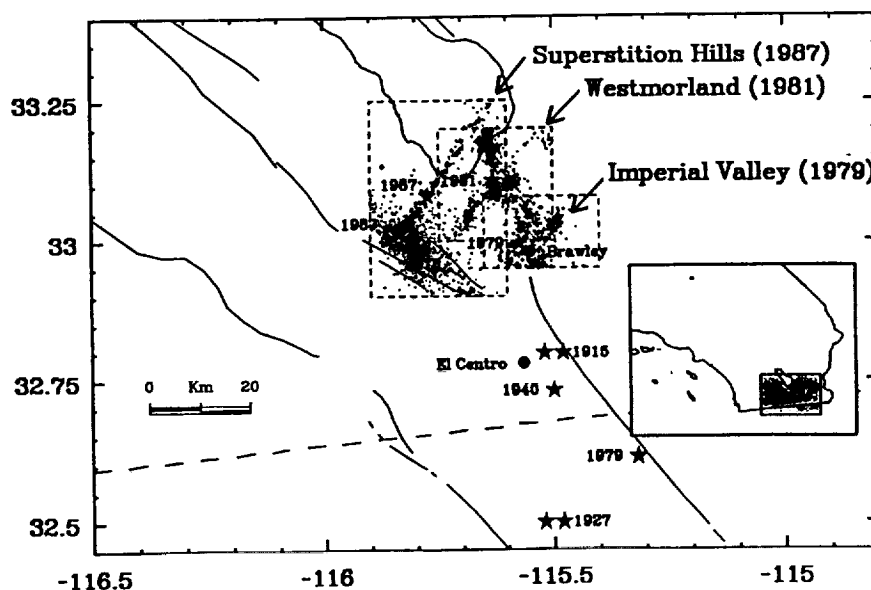 Superstition Hills (1987)
Westmorland (1981)
Imperial Valley (1979)
33.25
33
32.75
32.5
1987
1981
1979
Brawley
1915
El Centro
1940
0 Km 20
1979
1927
-116.5
-116
-115.5
-115